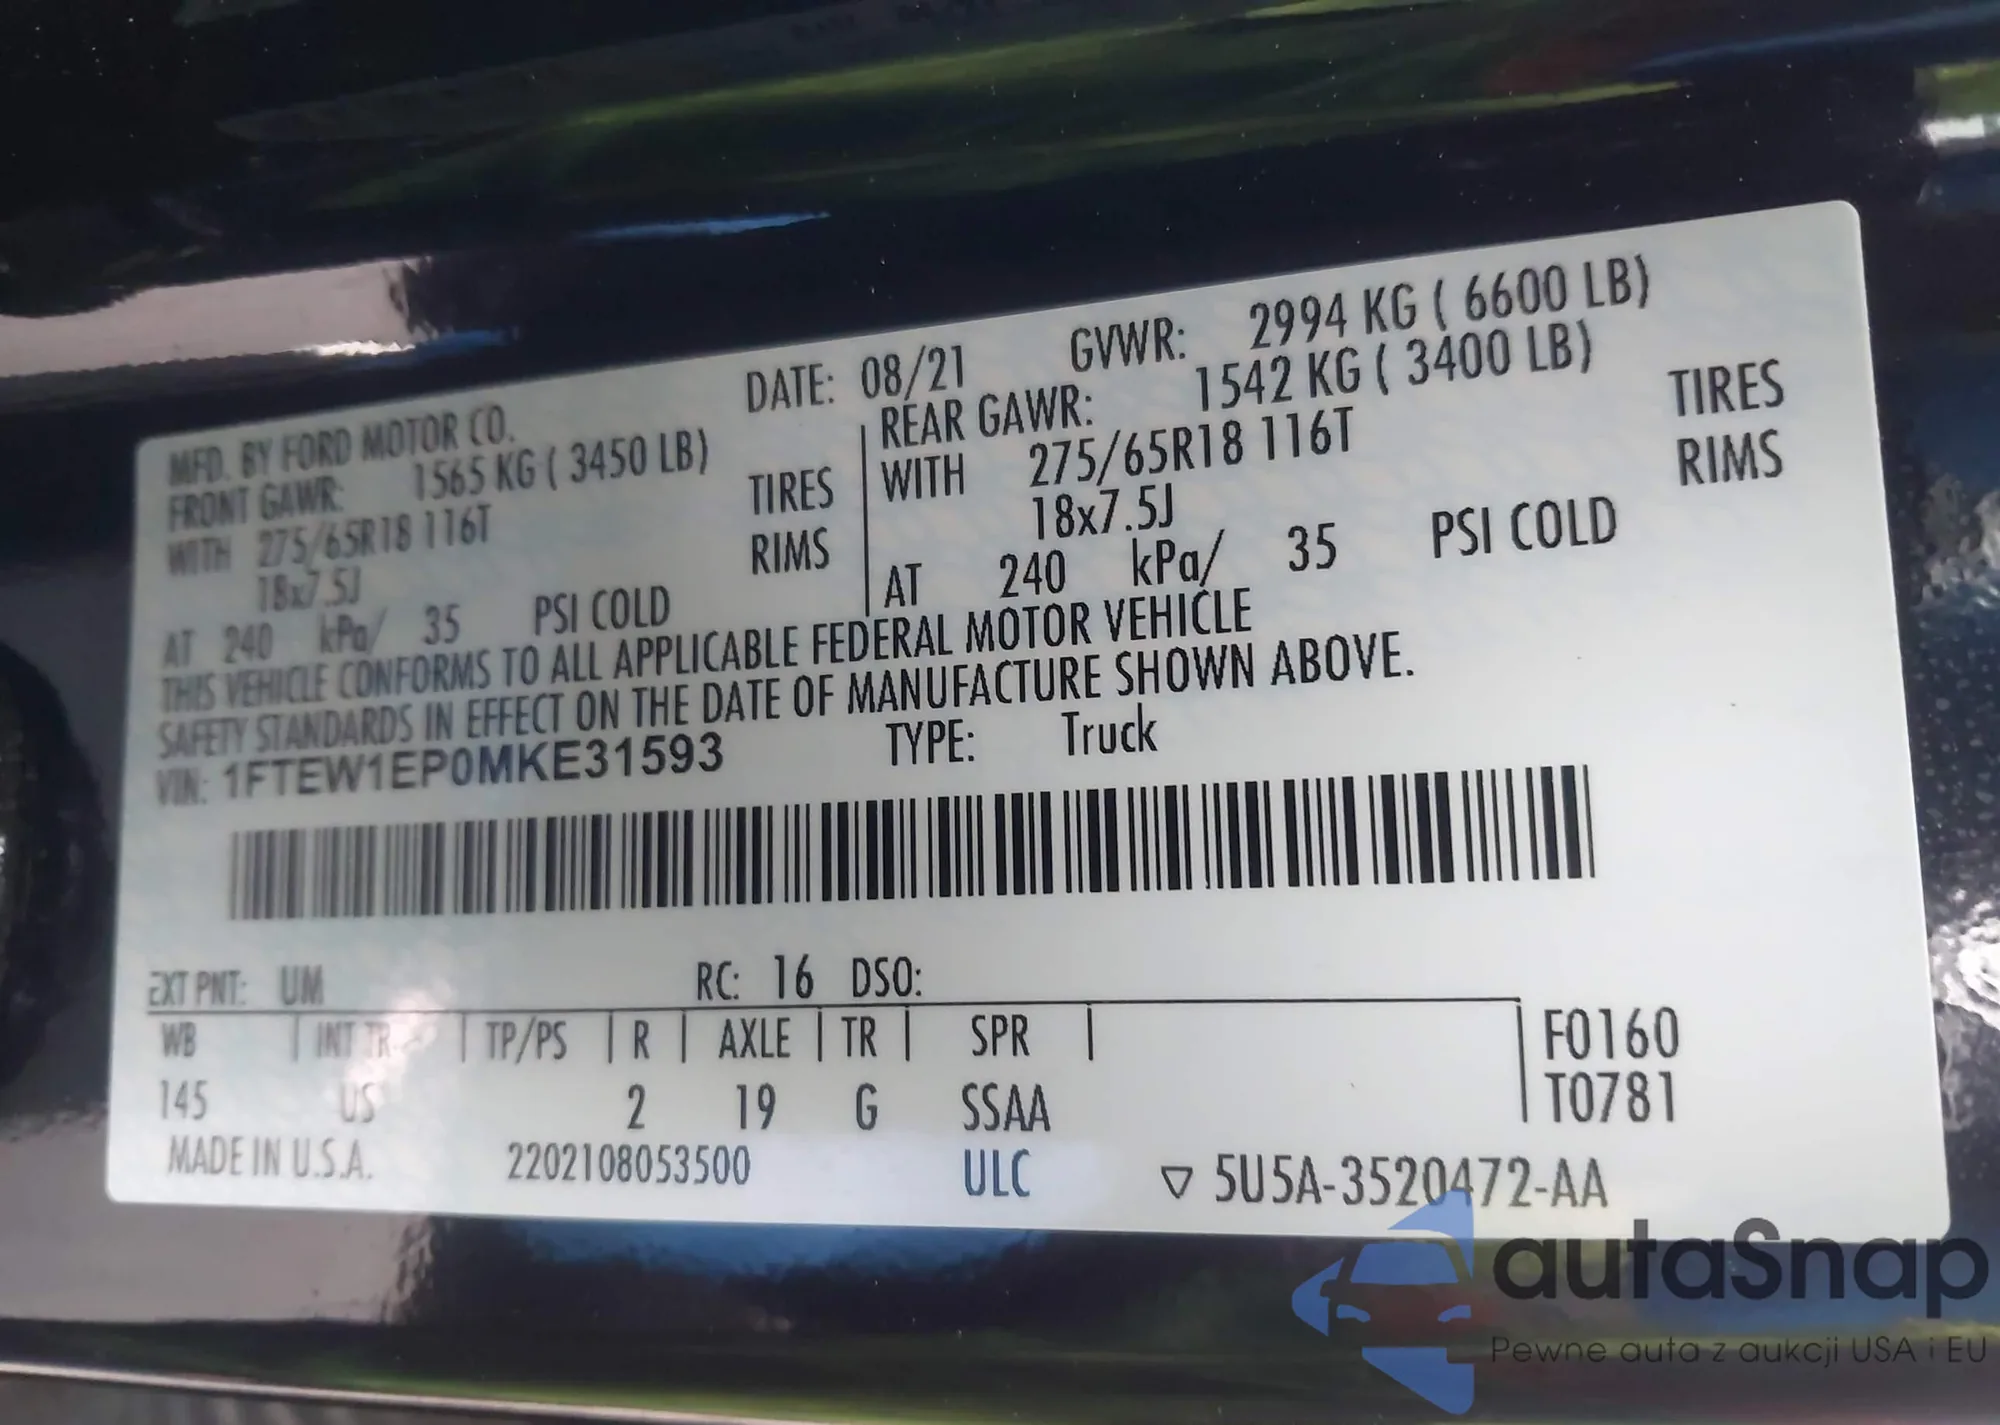 MFD. BY FORD MOTOR CO. DATE: 08/21 GVWR: 2994 KG ( 6600 LB)
FRONT GAWR: 1565 KG ( 3450 LB)
WITH 275/65R18 116T TIRES
18x7.5J RIMS
AT 240 kPa/ 35 PSI COLD
REAR GAWR: 1542 KG ( 3400 LB)
WITH 275/65R18 116T TIRES
18x7.5J RIMS
AT 240 kPa/ 35 PSI COLD
THIS VEHICLE CONFORMS TO ALL APPLICABLE FEDERAL MOTOR VEHICLE
SAFETY STANDARDS IN EFFECT ON THE DATE OF MANUFACTURE SHOWN ABOVE.
VIN: 1FTEW1EP0MKE31593 TYPE: Truck
EXT PNT: UM RC: 16 DSO:
WB INT TR TP/PS R AXLE TR SPR F0160
145 US 2 19 G SSAA T0781
MADE IN U.S.A. 2202108053500 ULC ▽ 5U5A-3520472-AA
autaSnap
Pewne auta z aukcji USA i EU